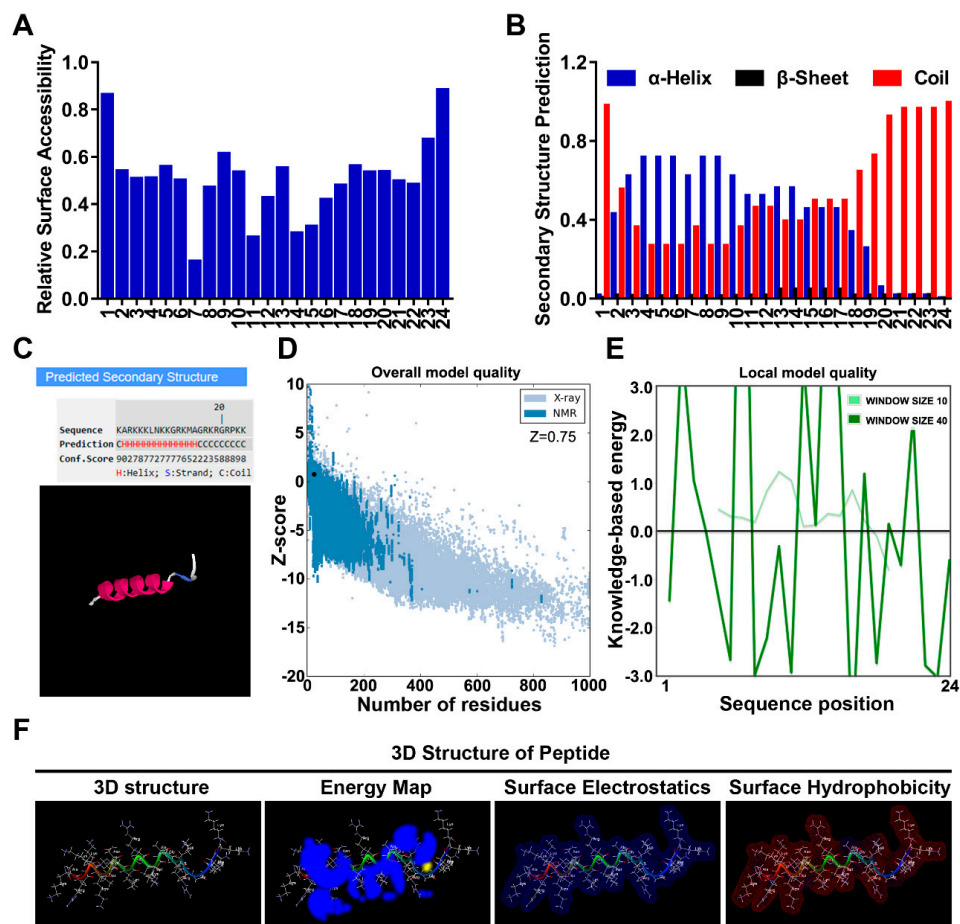 A
Relative Surface Accessibility
1.0
0.8
0.6
0.4
0.2
0.0
1 2 3 4 5 6 7 8 9 10 11 12 13 14 15 16 17 18 19 20 21 22 23 24
B
Secondary Structure Prediction
α-Helix β-Sheet Coil
1.2
0.8
0.4
0.0
1 2 3 4 5 6 7 8 9 10 11 12 13 14 15 16 17 18 19 20 21 22 23 24
C
Predicted Secondary Structure
20
Sequence KARKKKLNKKGRKMAGRKRGRPKK
Prediction CHHHHHHHHHHHHHHCCCCCCCCC
Conf.Score 902787727777652223588898
H:Helix; S:Strand; C:Coil
D
Overall model quality
X-ray
NMR
Z=0.75
Z-score
10
5
0
-5
-10
-15
-20
0 200 400 600 800 1000
Number of residues
E
Local model quality
WINDOW SIZE 10
WINDOW SIZE 40
Knowledge-based energy
3.0
2.0
1.0
0.0
-1.0
-2.0
-3.0
1 24
Sequence position
F
3D Structure of Peptide
3D structure Energy Map Surface Electrostatics Surface Hydrophobicity